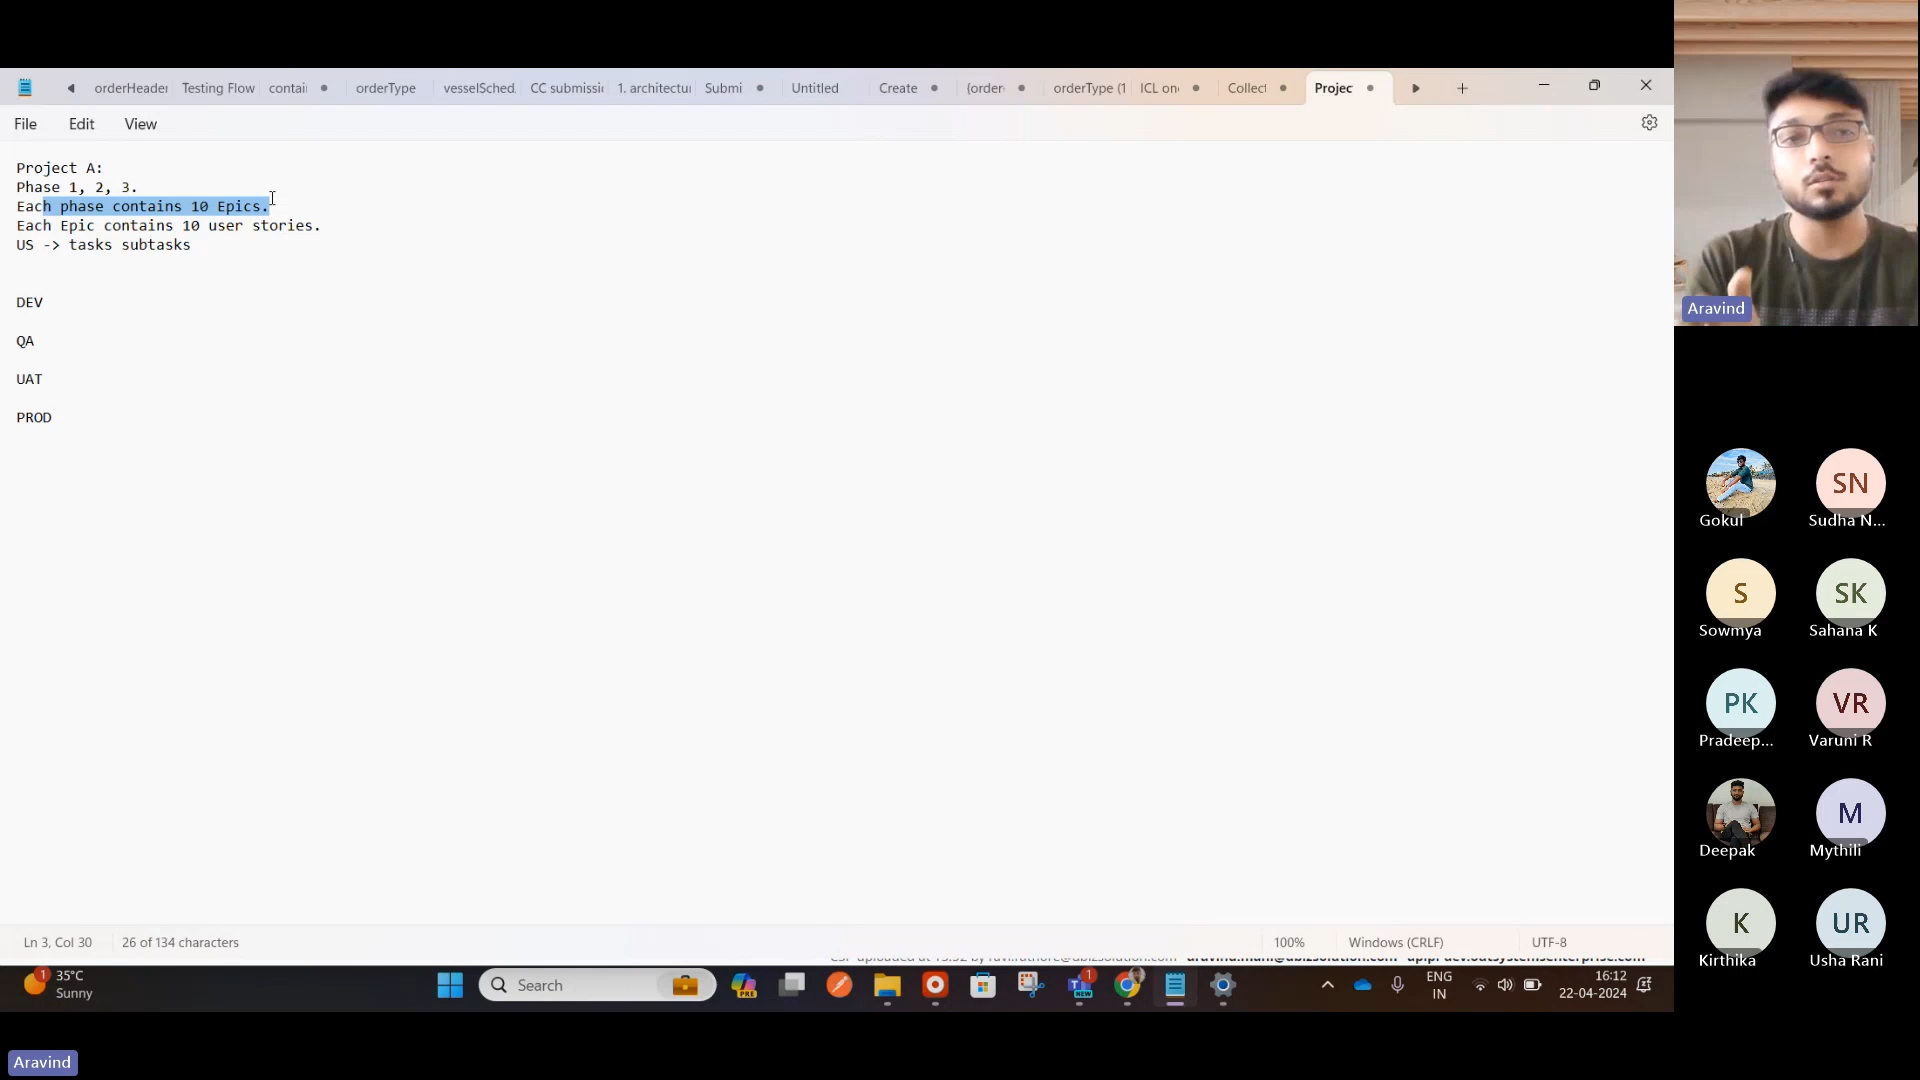 orderHeader Testing Flow contai orderType vesselSched CC submissi 1. architectu Submi Untitled Create (order orderType (1 ICL on Collect Projec
File Edit View
Project A:
Phase 1, 2, 3.
Each phase contains 10 Epics.
Each Epic contains 10 user stories.
US -> tasks subtasks
DEV
QA
UAT
PROD
Ln 3, Col 30 26 of 134 characters 100% Windows (CRLF) UTF-8
1 35°C
Sunny
Search
PRE
NEW
1
ENG
IN
16:12
22-04-2024
Aravind
Gokul
SN
Sudha N...
S
Sowmya
SK
Sahana K
PK
Pradeep...
VR
Varuni R
Deepak
M
Mythili
K
Kirthika
UR
Usha Rani
Aravind